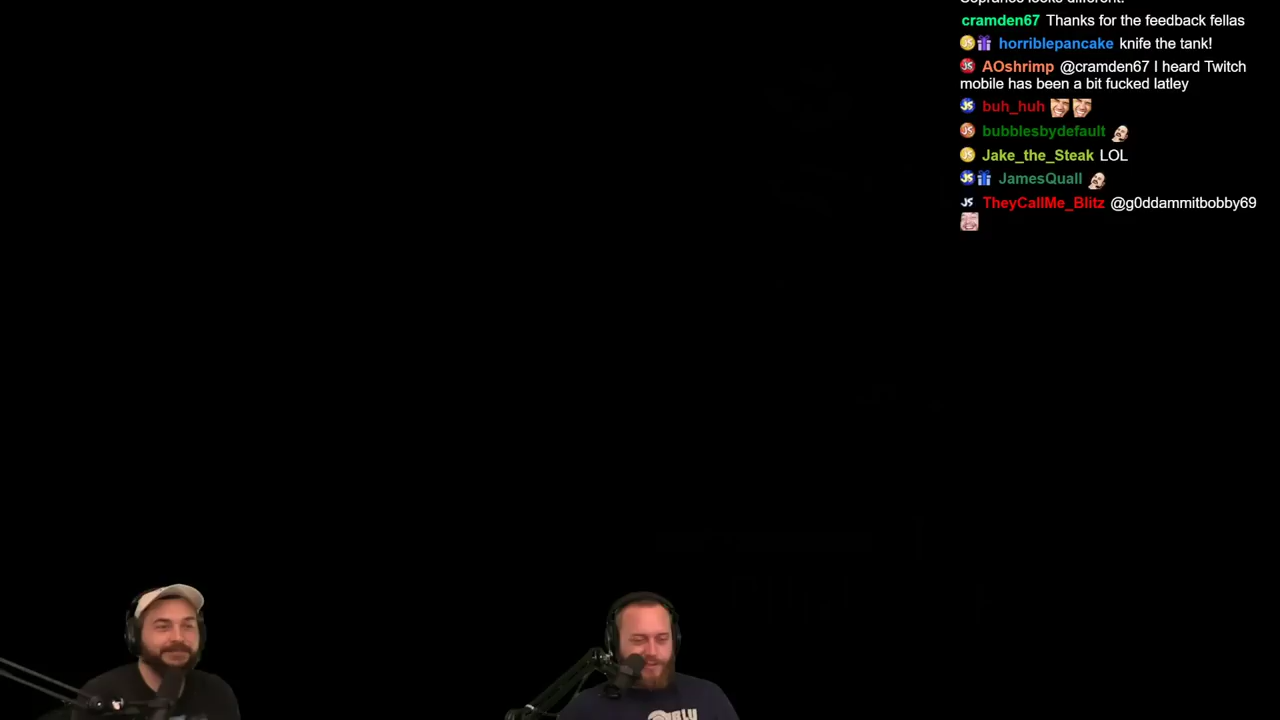 cramden67 Thanks for the feedback fellas
horriblepancake knife the tank!
AOshrimp @cramden67 I heard Twitch
mobile has been a bit fucked latley
buh_huh
bubblesbydefault
Jake_the_Steak LOL
JamesQuall
TheyCallMe_Blitz @g0ddammitbobby69